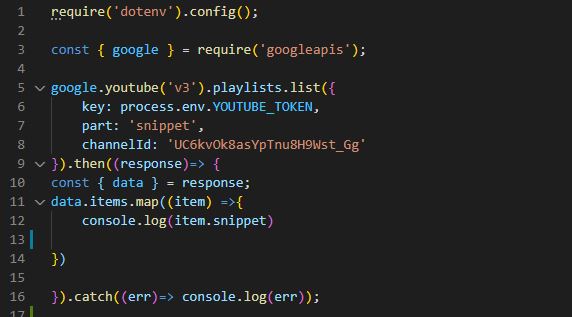 1 require('dotenv').config();
2
3 const { google } = require('googleapis');
4
5 google.youtube('v3').playlists.list({
6     key: process.env.YOUTUBE_TOKEN,
7     part: 'snippet',
8     channelId: 'UC6kvOk8asYpTnu8H9Wst_Gg'
9 }).then((response)=> {
10 const { data } = response;
11 data.items.map((item) =>{
12     console.log(item.snippet)
13
14 })
15
16 }).catch((err)=> console.log(err));
17